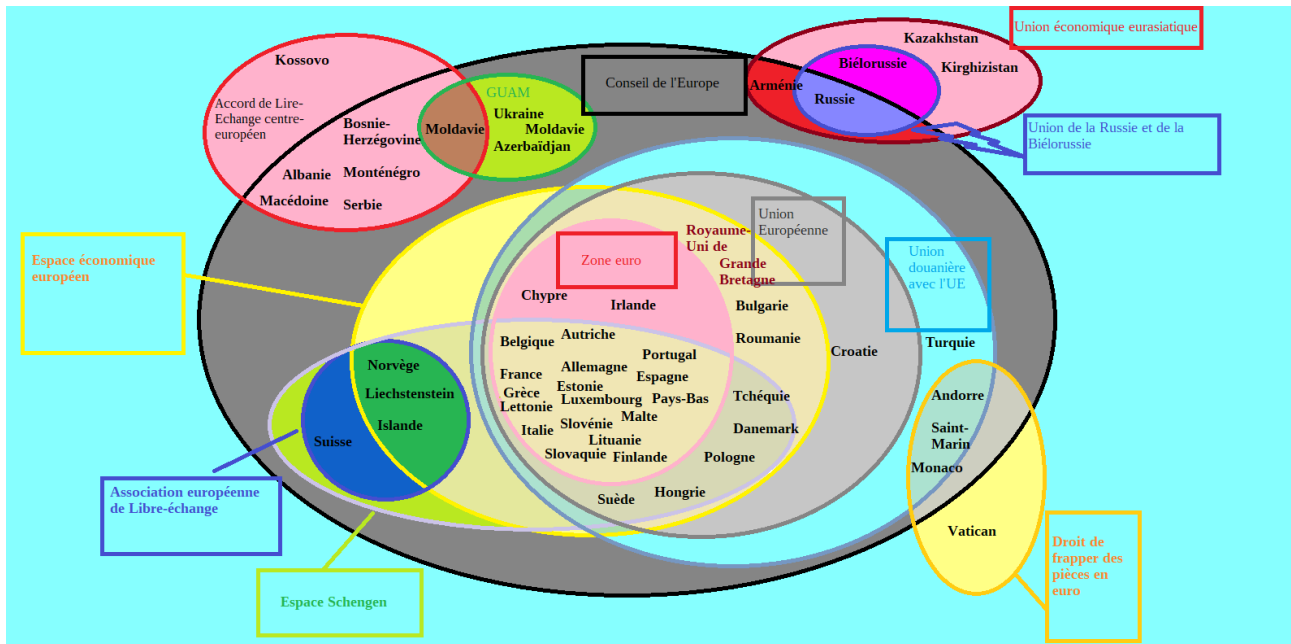 Union économique eurasiatique
Kazakhstan
Kossovo
Biélorussie
Kirghizistan
Conseil de l'Europe
Arménie
GUAM
Russie
Accord de Lire-
Echange centre-
européen
Ukraine
Bosnie-
Herzégovine
Moldavie
Moldavie
Azerbaïdjan
Union de la Russie et de la
Biélorussie
Albanie
Monténégro
Macédoine
Serbie
Union
Européenne
Royaume-
Uni de
Grande
Bretagne
Espace économique
européen
Zone euro
Union
douanière
avec l'UE
Chypre
Irlande
Bulgarie
Belgique
Autriche
Roumanie
Croatie
Turquie
Portugal
Norvège
France
Allemagne
Espagne
Liechstenstein
Grèce
Estonie
Lettonie
Luxembourg
Pays-Bas
Tchéquie
Andorre
Malte
Islande
Italie
Slovénie
Danemark
Saint-
Marin
Suisse
Lituanie
Slovaquie
Finlande
Pologne
Monaco
Suède
Hongrie
Association européenne
de Libre-échange
Vatican
Droit de
frapper des
pièces en
euro
Espace Schengen